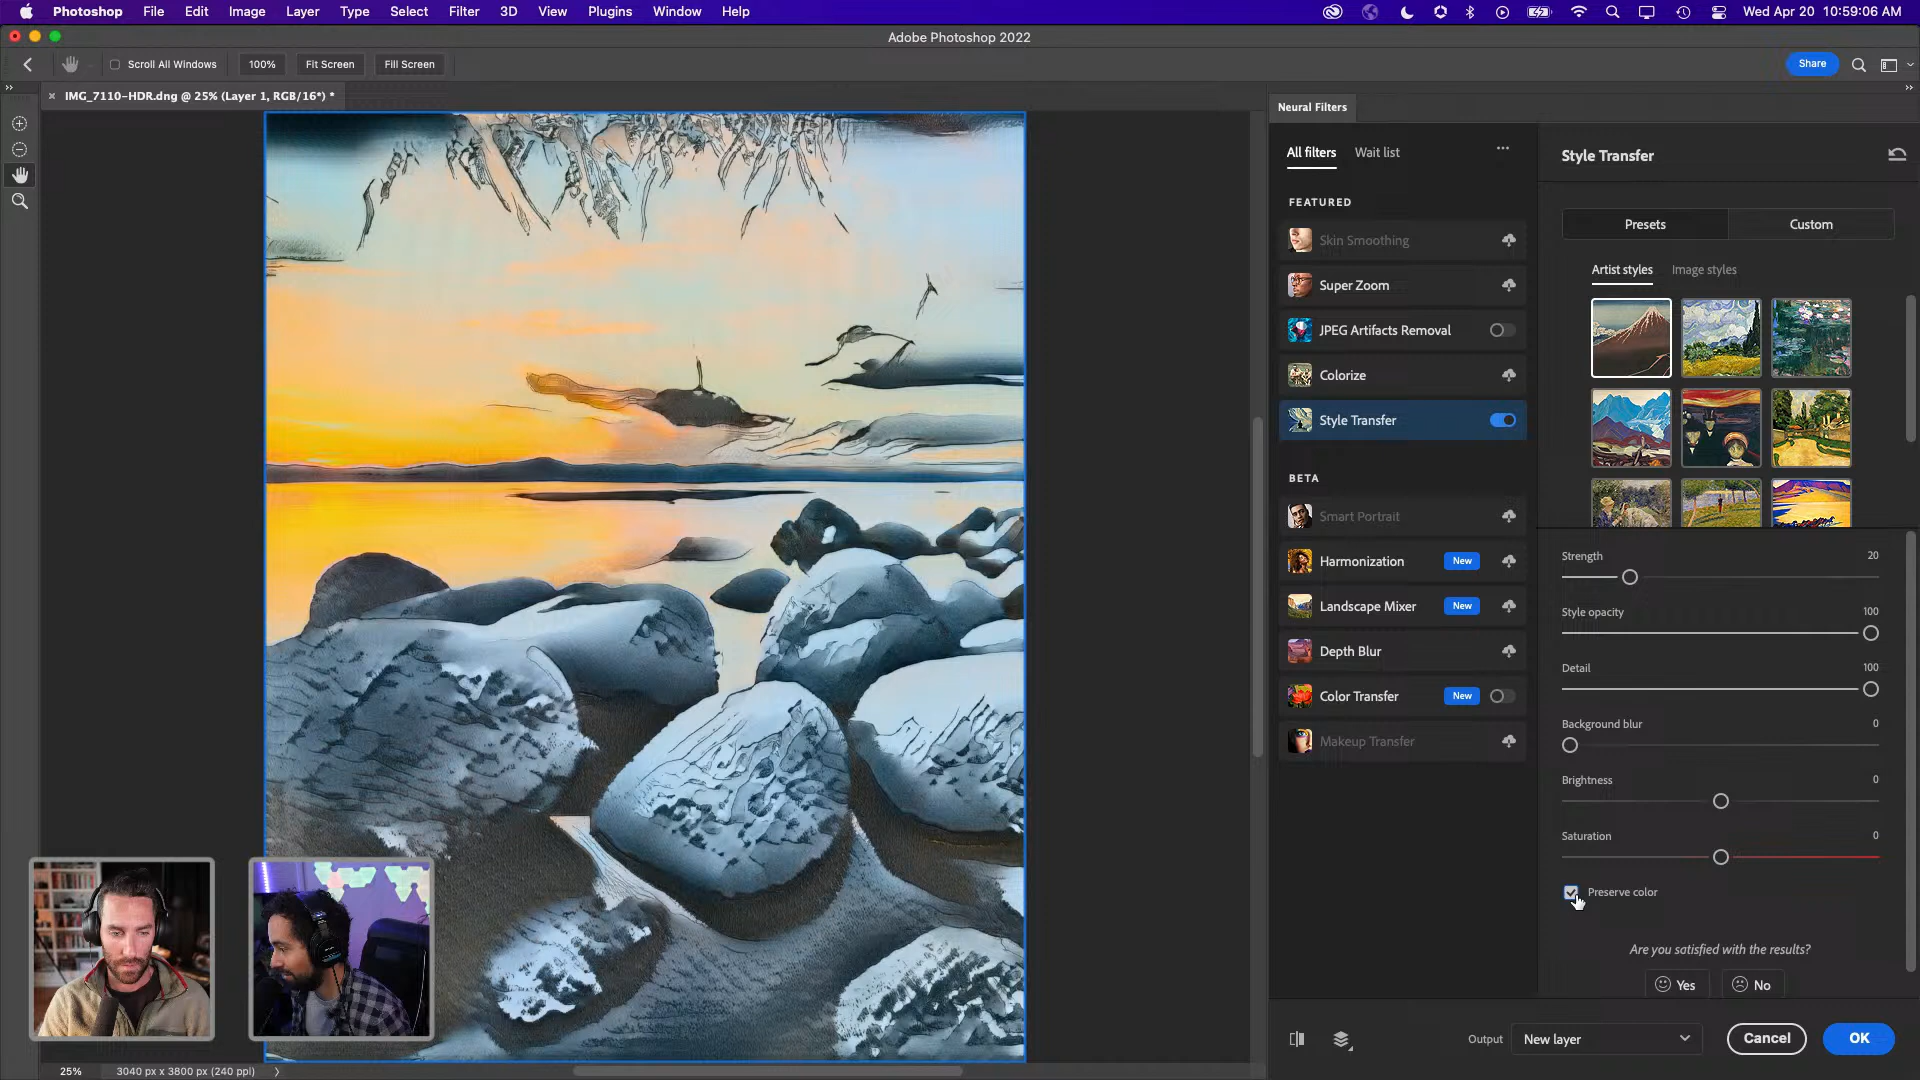 Photoshop File Edit Image Layer Type Select Filter 3D View Plugins Window Help Wed Apr 20 10:59:06 AM
Adobe Photoshop 2022
Scroll All Windows 100% Fit Screen Fill Screen Share
IMG_7110-HDR.dng @ 25% (Layer 1, RGB/16*) *
Neural Filters
All filters Wait list
FEATURED
Skin Smoothing
Super Zoom
JPEG Artifacts Removal
Colorize
Style Transfer
BETA
Smart Portrait
Harmonization New
Landscape Mixer New
Depth Blur
Color Transfer New
Makeup Transfer
Style Transfer
Presets Custom
Artist styles Image styles
Strength 20
Style opacity 100
Detail 100
Background blur 0
Brightness 0
Saturation 0
Preserve color
Are you satisfied with the results?
Yes No
Output New layer Cancel OK
25% 3040 px x 3800 px (240 ppi)